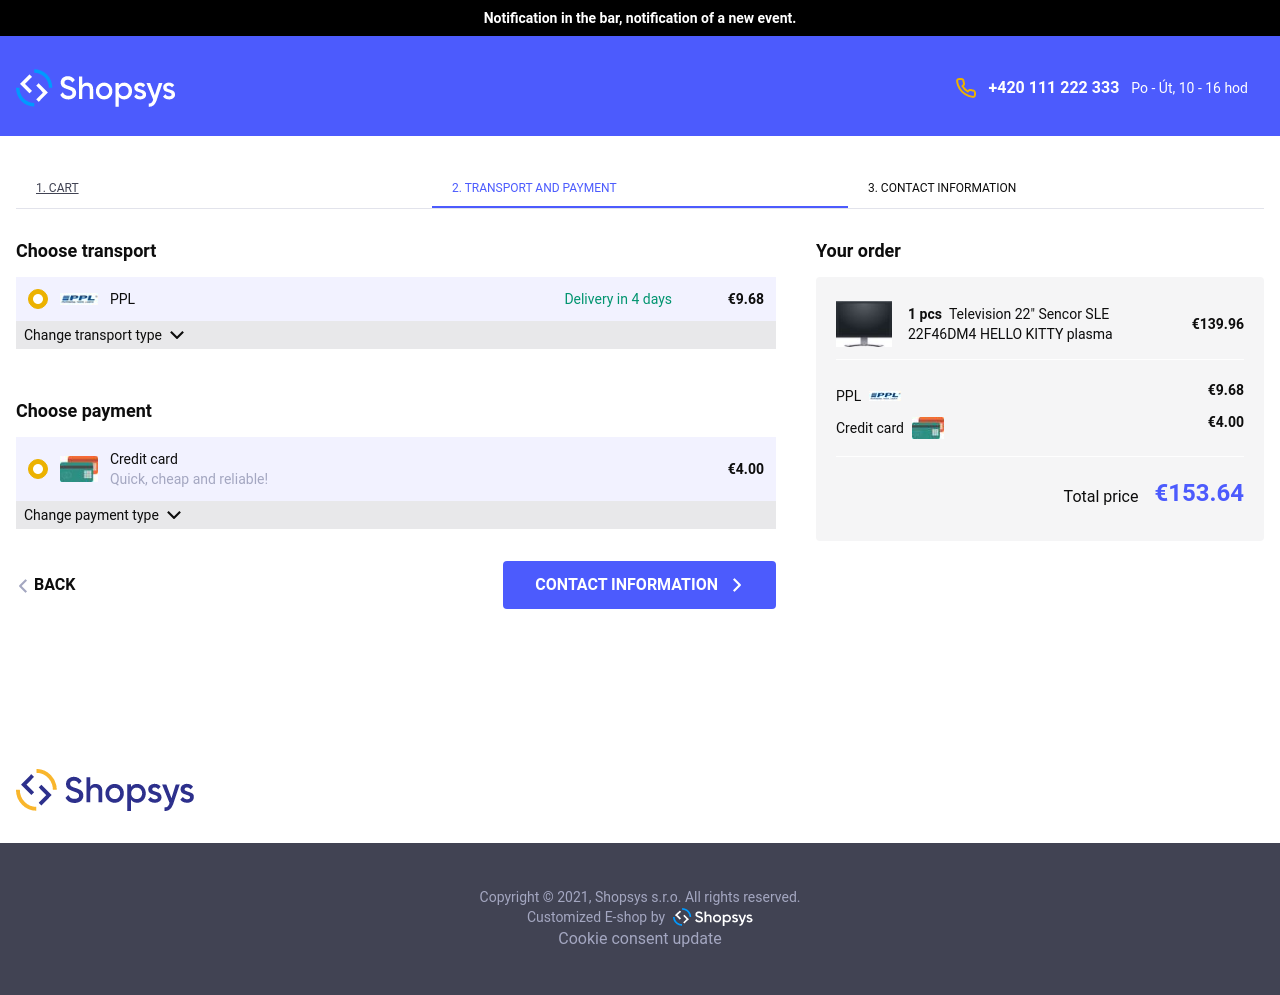 Notification in the bar, notification of a new event.
Shopsys
+420 111 222 333 Po - Út, 10 - 16 hod
1. CART
2. TRANSPORT AND PAYMENT
3. CONTACT INFORMATION
Choose transport
PPL PPL Delivery in 4 days €9.68
Change transport type
Choose payment
Credit card
Quick, cheap and reliable!
€4.00
Change payment type
BACK
CONTACT INFORMATION
Your order
1 pcs Television 22" Sencor SLE
22F46DM4 HELLO KITTY plasma
€139.96
PPL PPL €9.68
Credit card €4.00
Total price €153.64
Shopsys
Copyright © 2021, Shopsys s.r.o. All rights reserved.
Customized E-shop by Shopsys
Cookie consent update